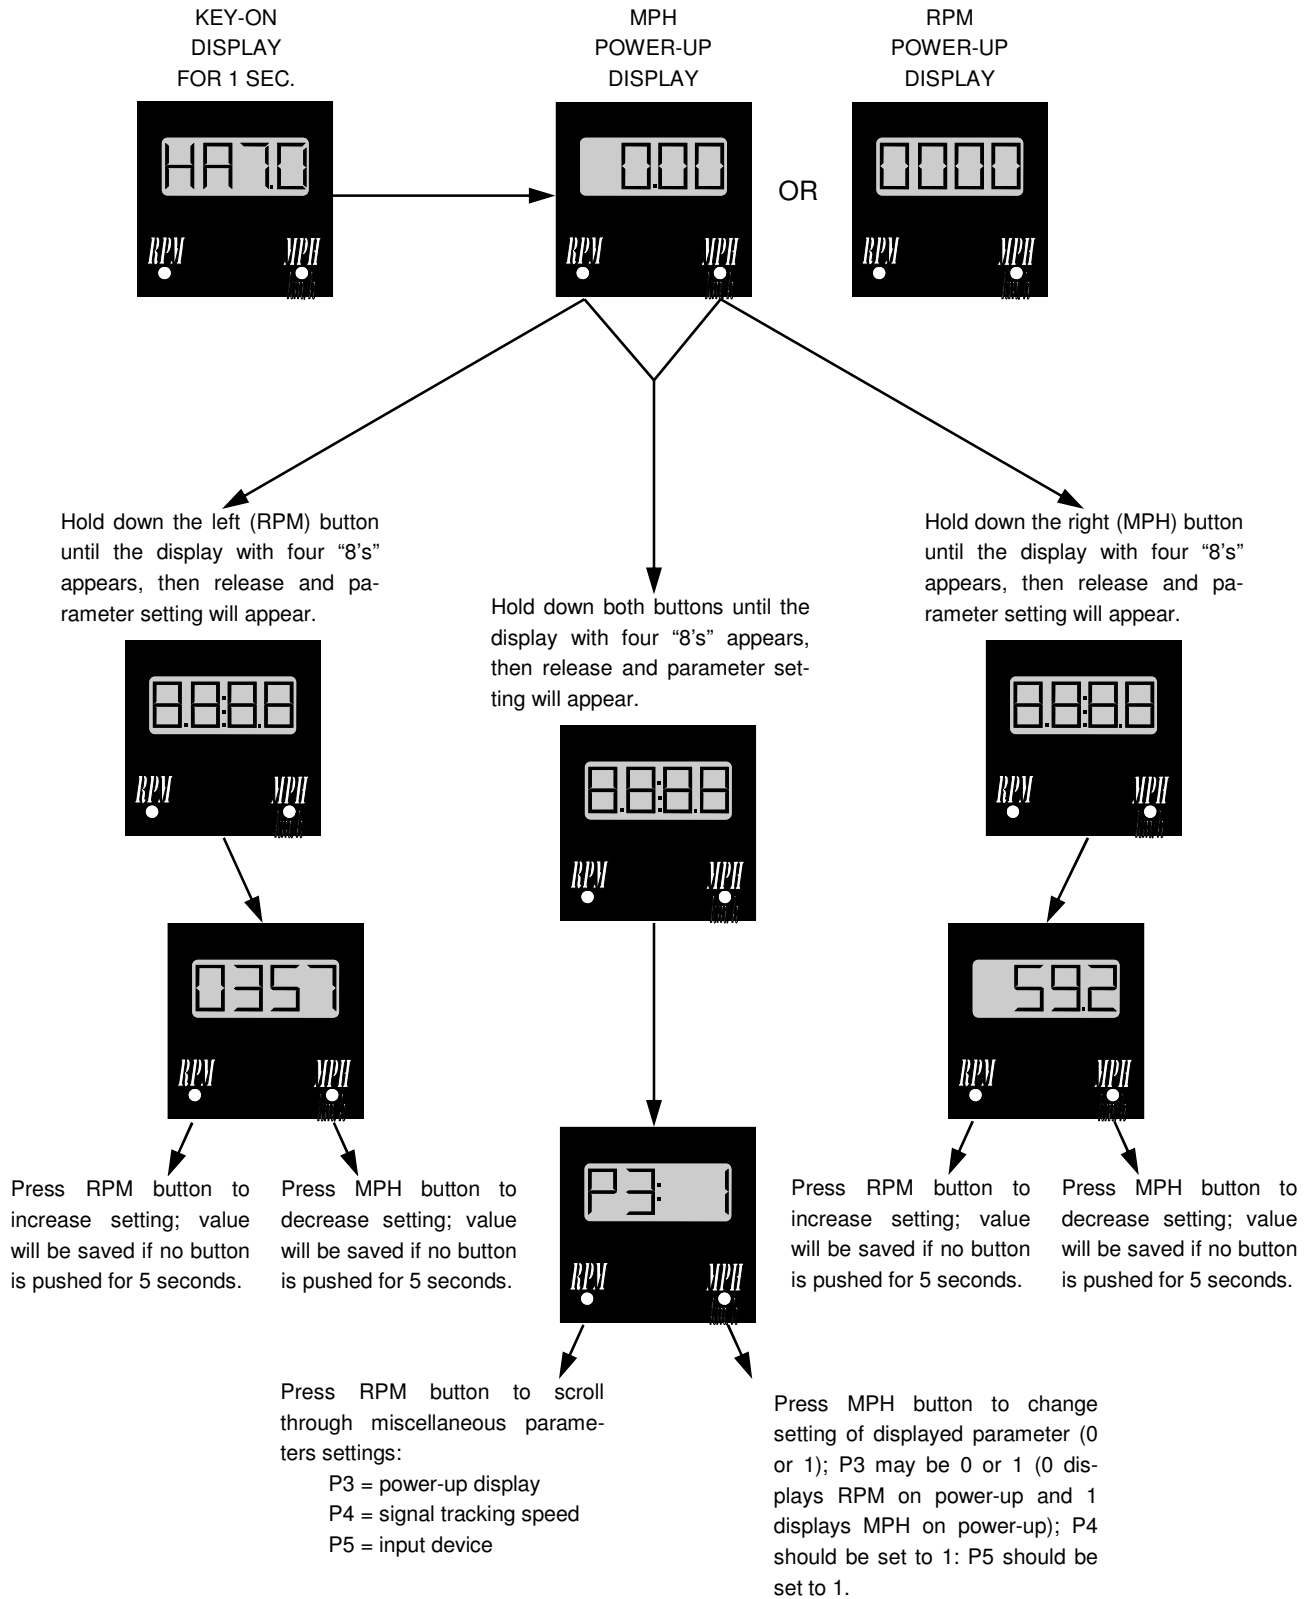 KEY-ON
DISPLAY
FOR 1 SEC.
MPH
POWER-UP
DISPLAY
RPM
POWER-UP
DISPLAY
HA7.0
RPM
MPH
0.00
RPM
MPH
OR
0000
RPM
MPH
Hold down the left (RPM) button
until the display with four “8's”
appears, then release and pa-
rameter setting will appear.
Hold down both buttons until the
display with four “8's” appears,
then release and parameter set-
ting will appear.
Hold down the right (MPH) button
until the display with four “8's”
appears, then release and pa-
rameter setting will appear.
8.8:8.8
RPM
MPH
8.8:8.8
RPM
MPH
8.8:8.8
RPM
MPH
0357
RPM
MPH
59.2
RPM
MPH
P3: 1
RPM
MPH
Press RPM button to
increase setting; value
will be saved if no button
is pushed for 5 seconds.
Press MPH button to
decrease setting; value
will be saved if no button
is pushed for 5 seconds.
Press RPM button to
increase setting; value
will be saved if no button
is pushed for 5 seconds.
Press MPH button to
decrease setting; value
will be saved if no button
is pushed for 5 seconds.
Press RPM button to scroll
through miscellaneous parame-
ters settings:
P3 = power-up display
P4 = signal tracking speed
P5 = input device
Press MPH button to change
setting of displayed parameter (0
or 1); P3 may be 0 or 1 (0 dis-
plays RPM on power-up and 1
displays MPH on power-up); P4
should be set to 1: P5 should be
set to 1.